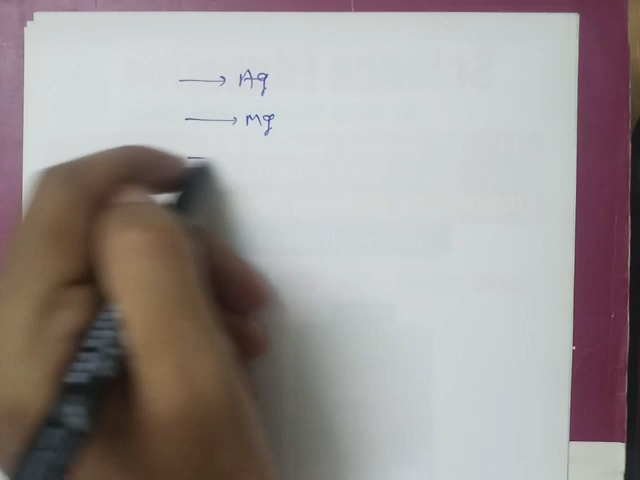 → Ag
→ Mg